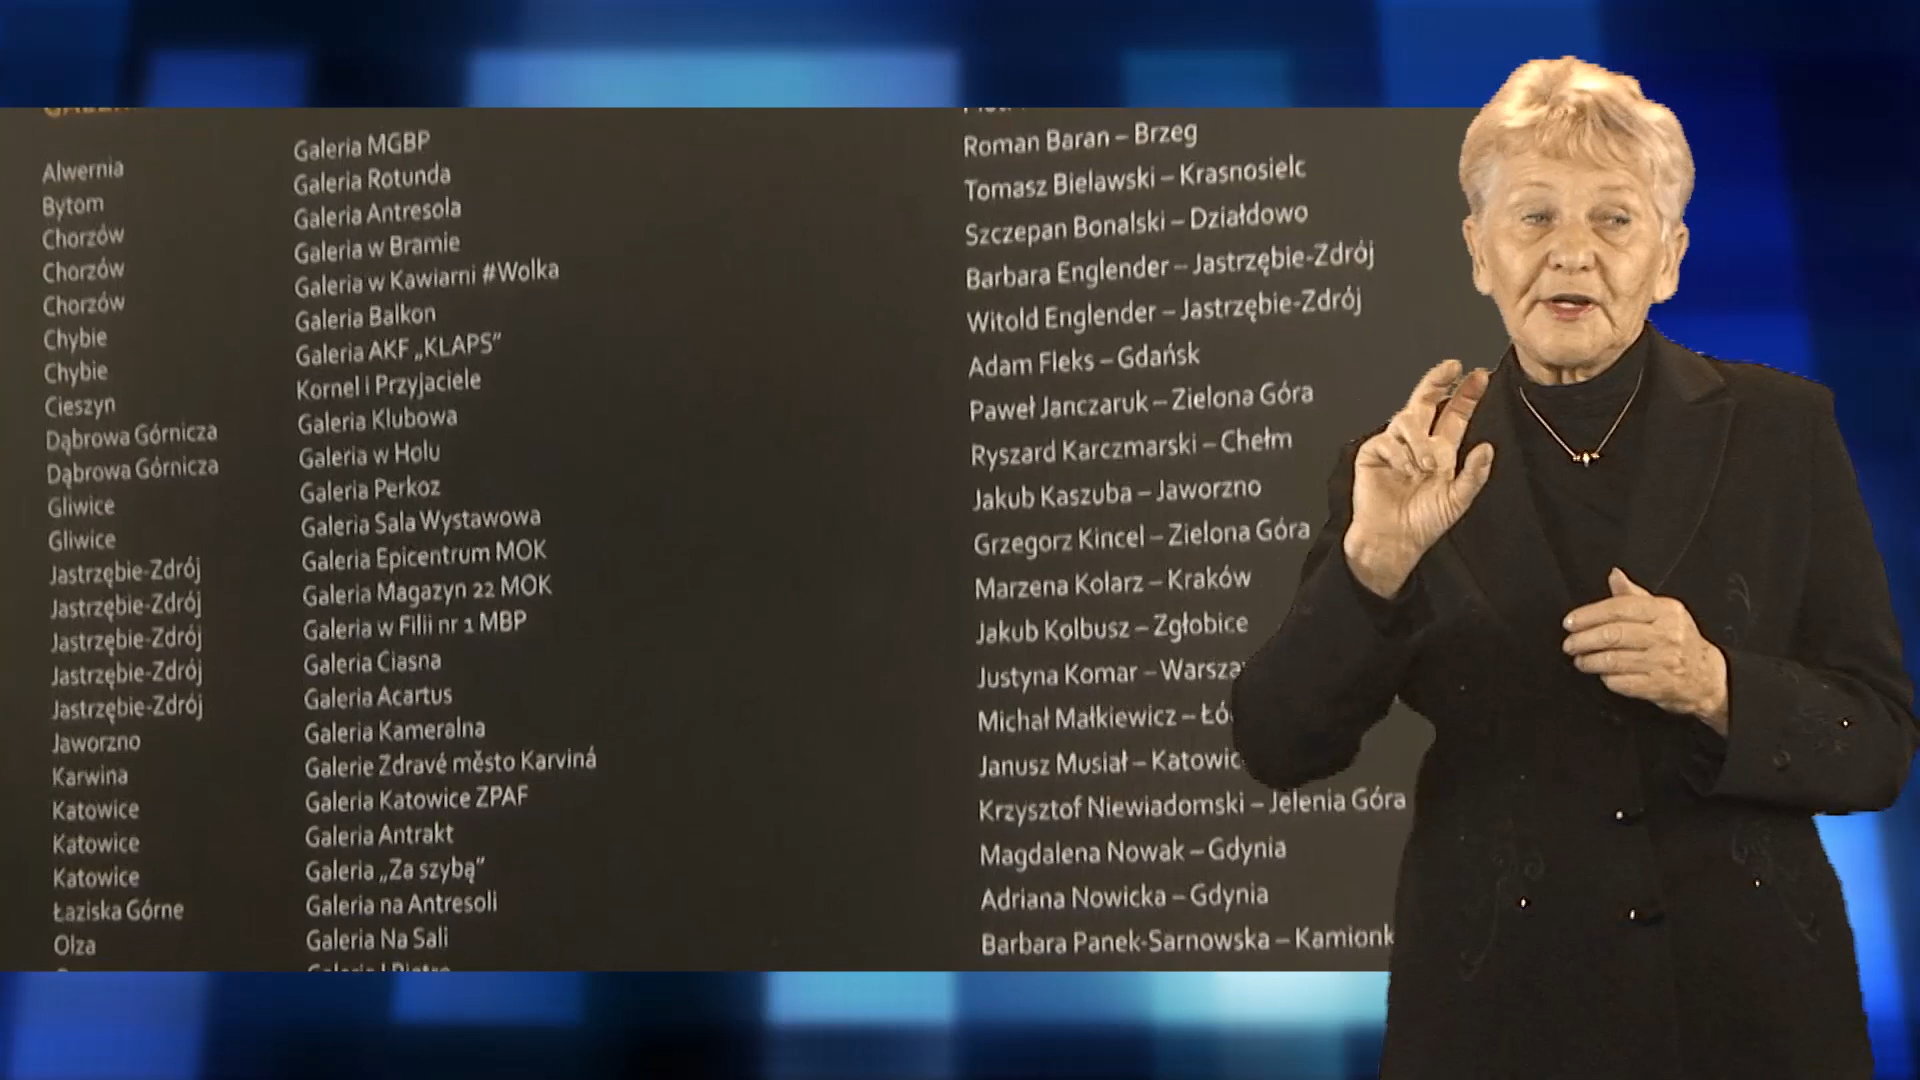 Alwernia Galeria MGBP
Bytom Galeria Rotunda
Chorzów Galeria Antresola
Chorzów Galeria w Bramie
Chorzów Galeria w Kawiarni #Wolka
Chybie Galeria Balkon
Chybie Galeria AKF „KLAPS”
Cieszyn Kornel i Przyjaciele
Dąbrowa Górnicza Galeria Klubowa
Dąbrowa Górnicza Galeria w Holu
Gliwice Galeria Perkoz
Gliwice Galeria Sala Wystawowa
Jastrzębie-Zdrój Galeria Epicentrum MOK
Jastrzębie-Zdrój Galeria Magazyn 22 MOK
Jastrzębie-Zdrój Galeria w Filii nr 1 MBP
Jastrzębie-Zdrój Galeria Ciasna
Jastrzębie-Zdrój Galeria Acartus
Jaworzno Galeria Kameralna
Karwina Galerie Zdravé město Karviná
Katowice Galeria Katowice ZPAF
Katowice Galeria Antrakt
Katowice Galeria „Za szybą”
Łaziska Górne Galeria na Antresoli
Olza Galeria Na Sali
Roman Baran – Brzeg
Tomasz Bielawski – Krasnosielc
Szczepan Bonalski – Działdowo
Barbara Englender – Jastrzębie-Zdrój
Witold Englender – Jastrzębie-Zdrój
Adam Fleks – Gdańsk
Paweł Janczaruk – Zielona Góra
Ryszard Karczmarski – Chełm
Jakub Kaszuba – Jaworzno
Grzegorz Kincel – Zielona Góra
Marzena Kolarz – Kraków
Jakub Kolbusz – Zgłobice
Justyna Komar –
Michał Małkiewicz –
Janusz Musiał –
Krzysztof Niewiadomski – Jelenia Góra
Magdalena Nowak – Gdynia
Adriana Nowicka – Gdynia
Barbara Panek-Sarnowska –